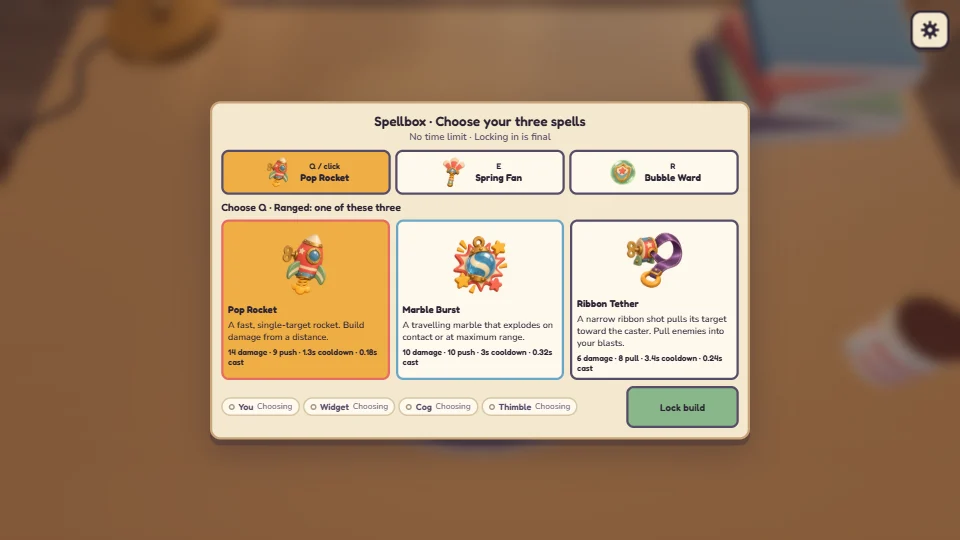 Spellbox · Choose your three spells
No time limit · Locking in is final
Q / click
Pop Rocket
E
Spring Fan
R
Bubble Ward
Choose Q · Ranged: one of these three
Pop Rocket
A fast, single-target rocket. Build
damage from a distance.
14 damage · 9 push · 1.3s cooldown · 0.18s
cast
Marble Burst
A travelling marble that explodes on
contact or at maximum range.
10 damage · 10 push · 3s cooldown · 0.32s
cast
Ribbon Tether
A narrow ribbon shot pulls its target
toward the caster. Pull enemies into
your blasts.
6 damage · 8 pull · 3.4s cooldown · 0.24s
cast
You Choosing
Widget Choosing
Cog Choosing
Thimble Choosing
Lock build